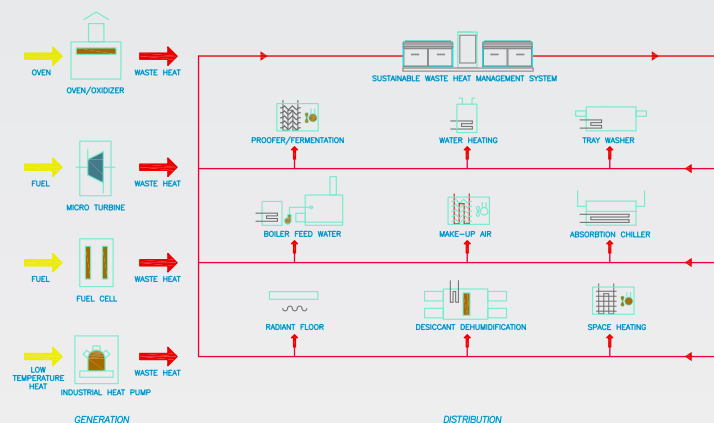 OVEN
OVEN/OXIDIZER
WASTE HEAT
SUSTAINABLE WASTE HEAT MANAGEMENT SYSTEM
PROOFER/FERMENTATION
WATER HEATING
TRAY WASHER
FUEL
MICRO TURBINE
WASTE HEAT
BOILER FEED WATER
MAKE-UP AIR
ABSORBTION CHILLER
FUEL
FUEL CELL
WASTE HEAT
RADIANT FLOOR
DESICCANT DEHUMIDIFICATION
SPACE HEATING
LOW
TEMPERATURE
HEAT
INDUSTRIAL HEAT PUMP
WASTE HEAT
GENERATION
DISTRIBUTION